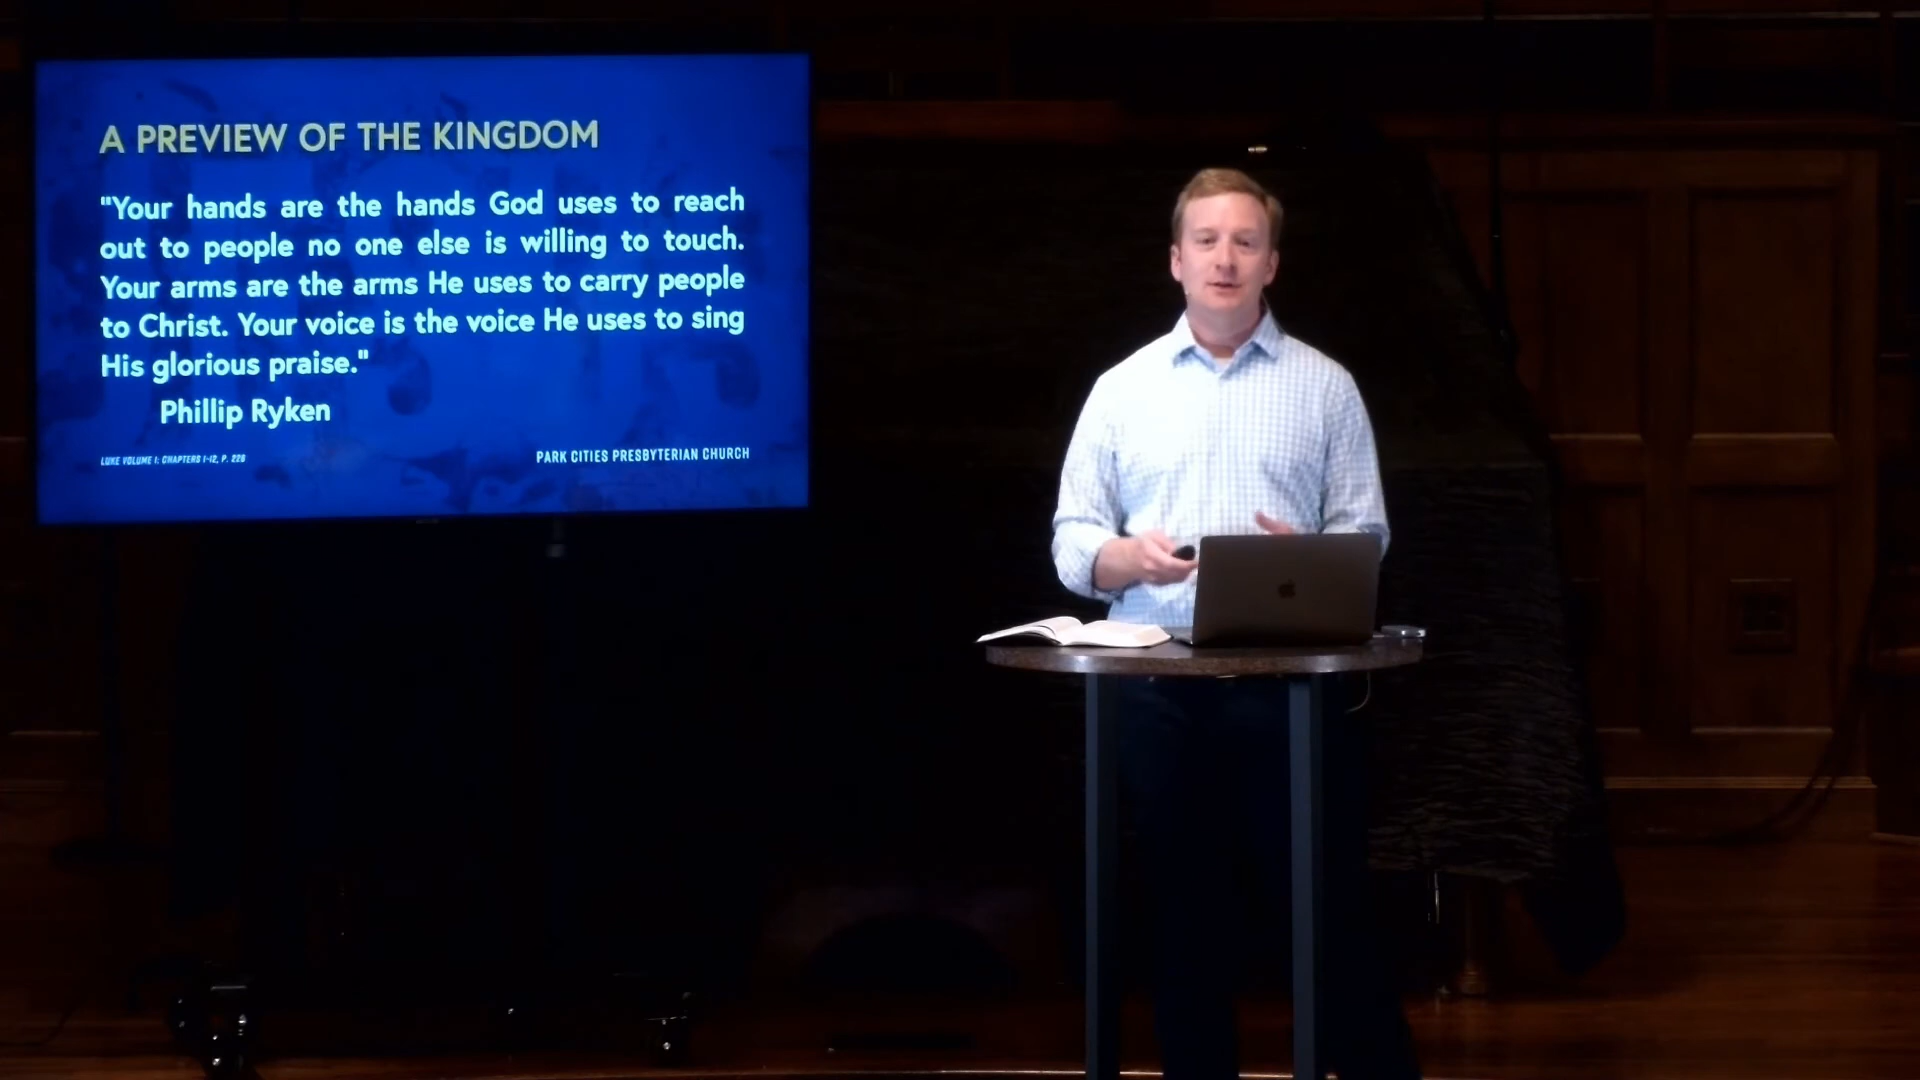 A PREVIEW OF THE KINGDOM
"Your hands are the hands God uses to reach
out to people no one else is willing to touch.
Your arms are the arms He uses to carry people
to Christ. Your voice is the voice He uses to sing
His glorious praise."
Phillip Ryken
LUKE VOLUME 1: CHAPTERS 1-12, P. 226
PARK CITIES PRESBYTERIAN CHURCH